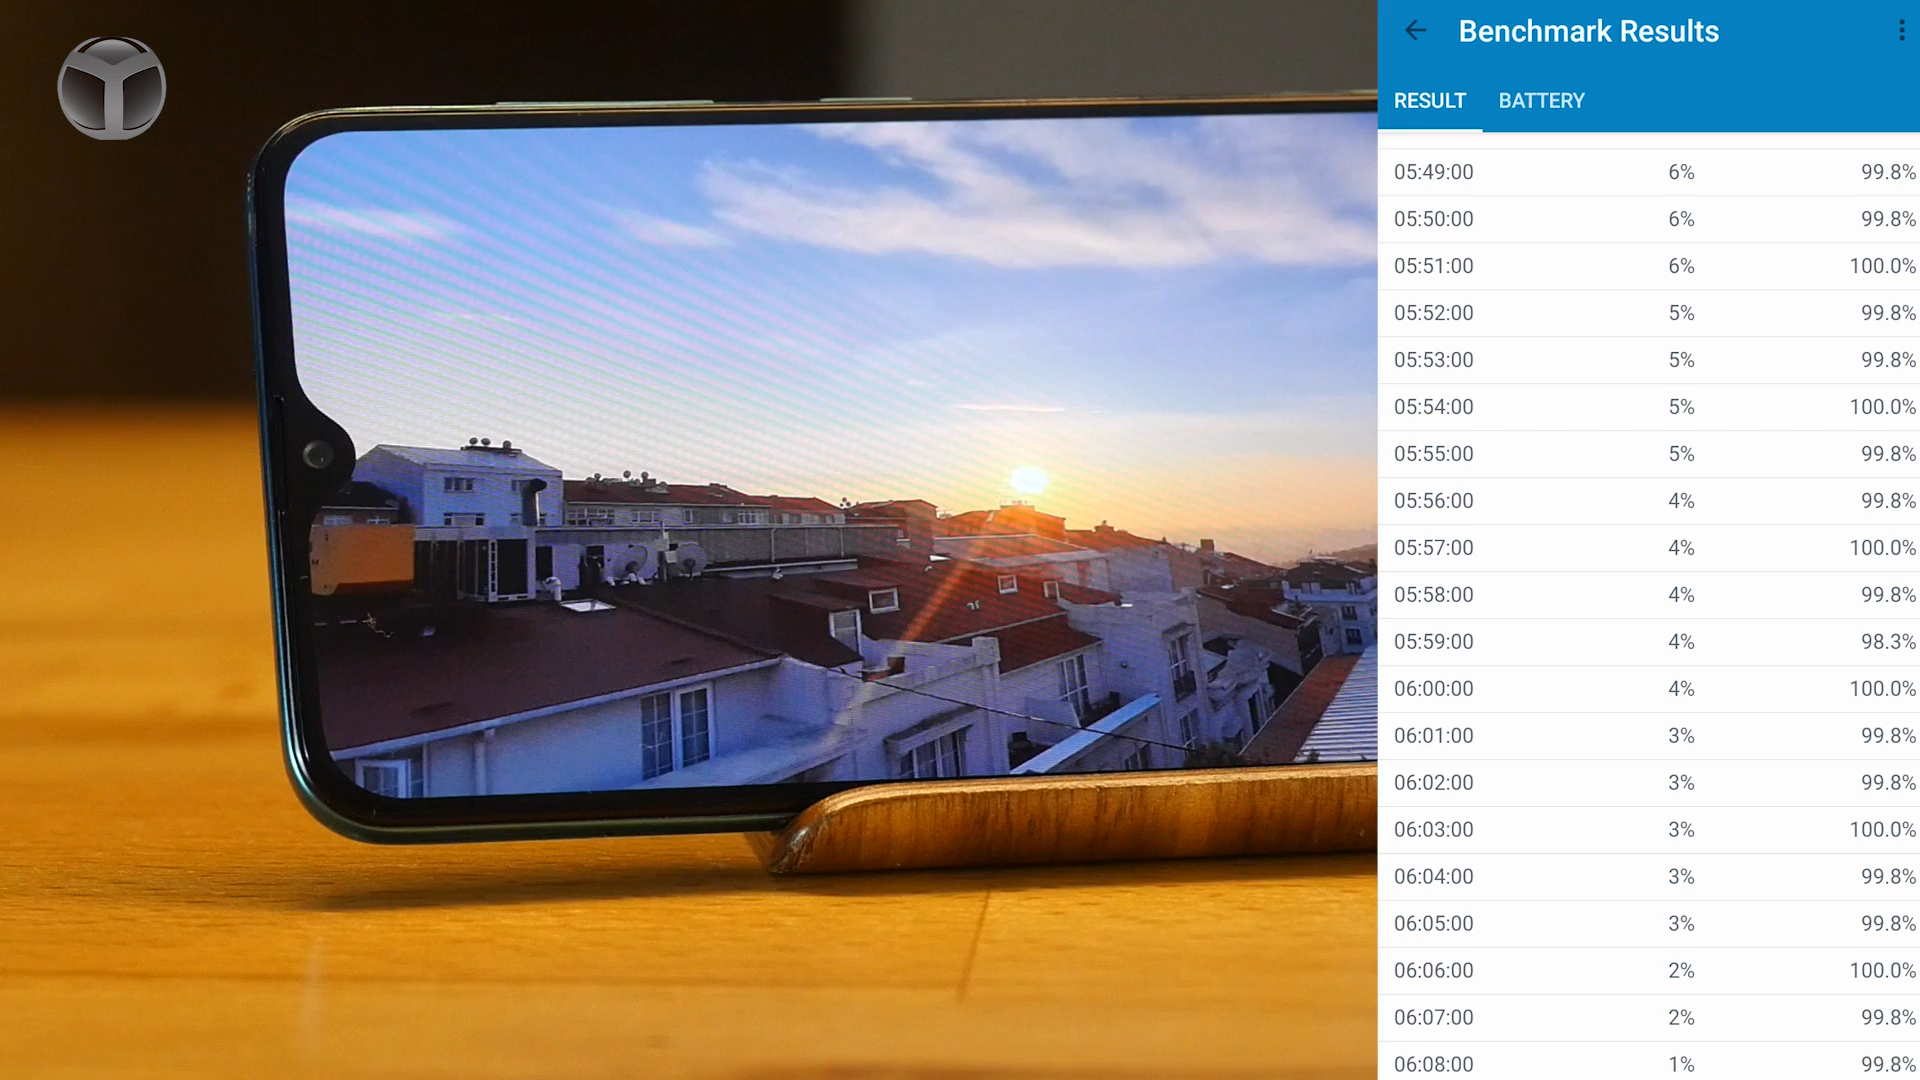 Benchmark Results
RESULT BATTERY
05:49:00 6% 99.8%
05:50:00 6% 99.8%
05:51:00 6% 100.0%
05:52:00 5% 99.8%
05:53:00 5% 99.8%
05:54:00 5% 100.0%
05:55:00 5% 99.8%
05:56:00 4% 99.8%
05:57:00 4% 100.0%
05:58:00 4% 99.8%
05:59:00 4% 98.3%
06:00:00 4% 100.0%
06:01:00 3% 99.8%
06:02:00 3% 99.8%
06:03:00 3% 100.0%
06:04:00 3% 99.8%
06:05:00 3% 99.8%
06:06:00 2% 100.0%
06:07:00 2% 99.8%
06:08:00 1% 99.8%